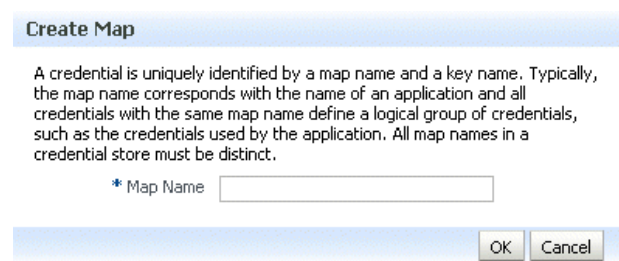 Create Map
A credential is uniquely identified by a map name and a key name. Typically,
the map name corresponds with the name of an application and all
credentials with the same map name define a logical group of credentials,
such as the credentials used by the application. All map names in a
credential store must be distinct.
* Map Name
OK Cancel